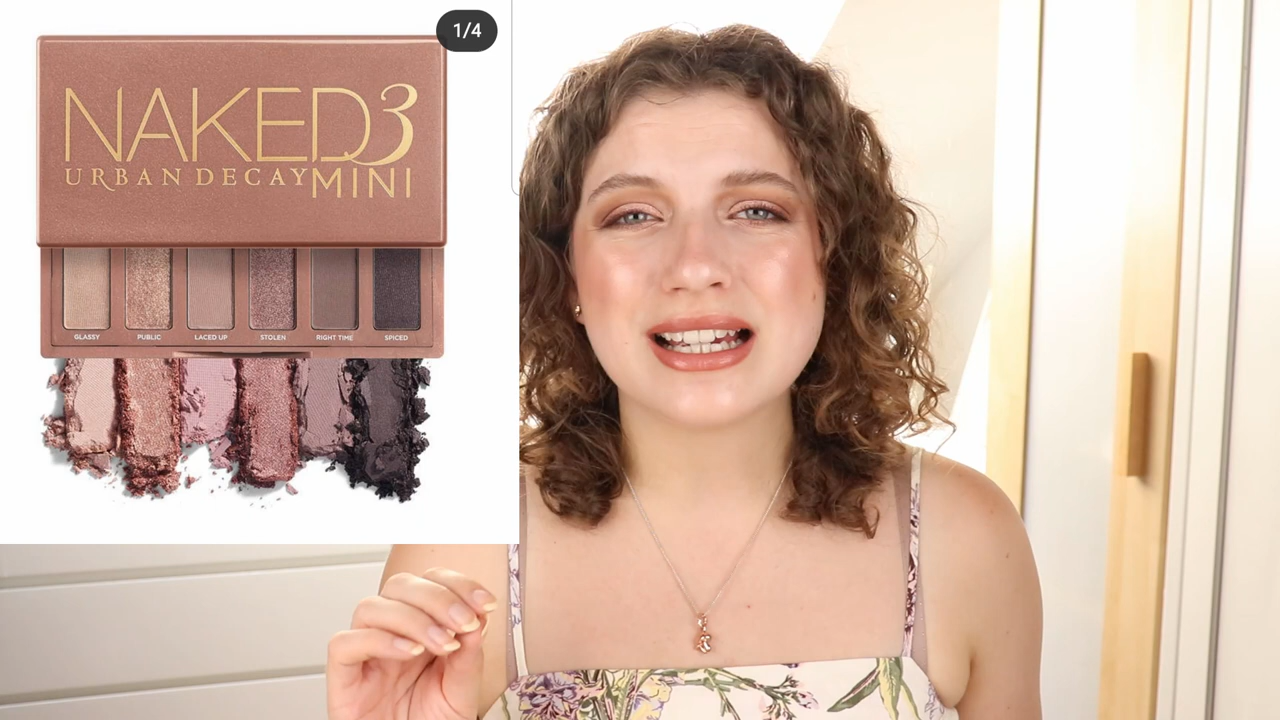 1/4
NAKED3
URBAN DECAY MINI
GLASSY PUBLIC LACED UP STOLEN RIGHT TIME SPICED